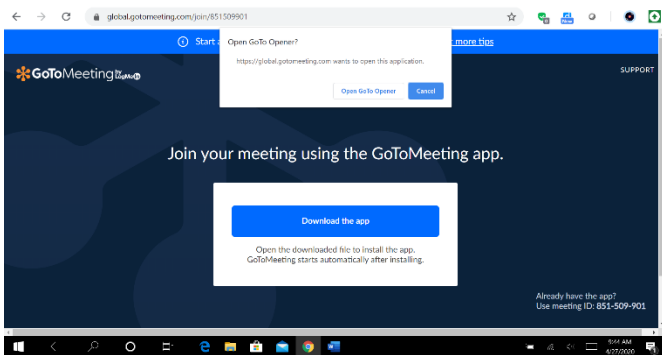 global.gotomeeting.com/join/851509901
New
Start
more tips
Open GoTo Opener?
https://global.gotomeeting.com wants to open this application.
Open GoTo Opener
Cancel
GoToMeeting by LogMeIn
SUPPORT
Join your meeting using the GoToMeeting app.
Download the app
Open the downloaded file to install the app.
GoToMeeting starts automatically after installing.
Already have the app?
Use meeting ID: 851-509-901
9:44 AM
4/27/2020